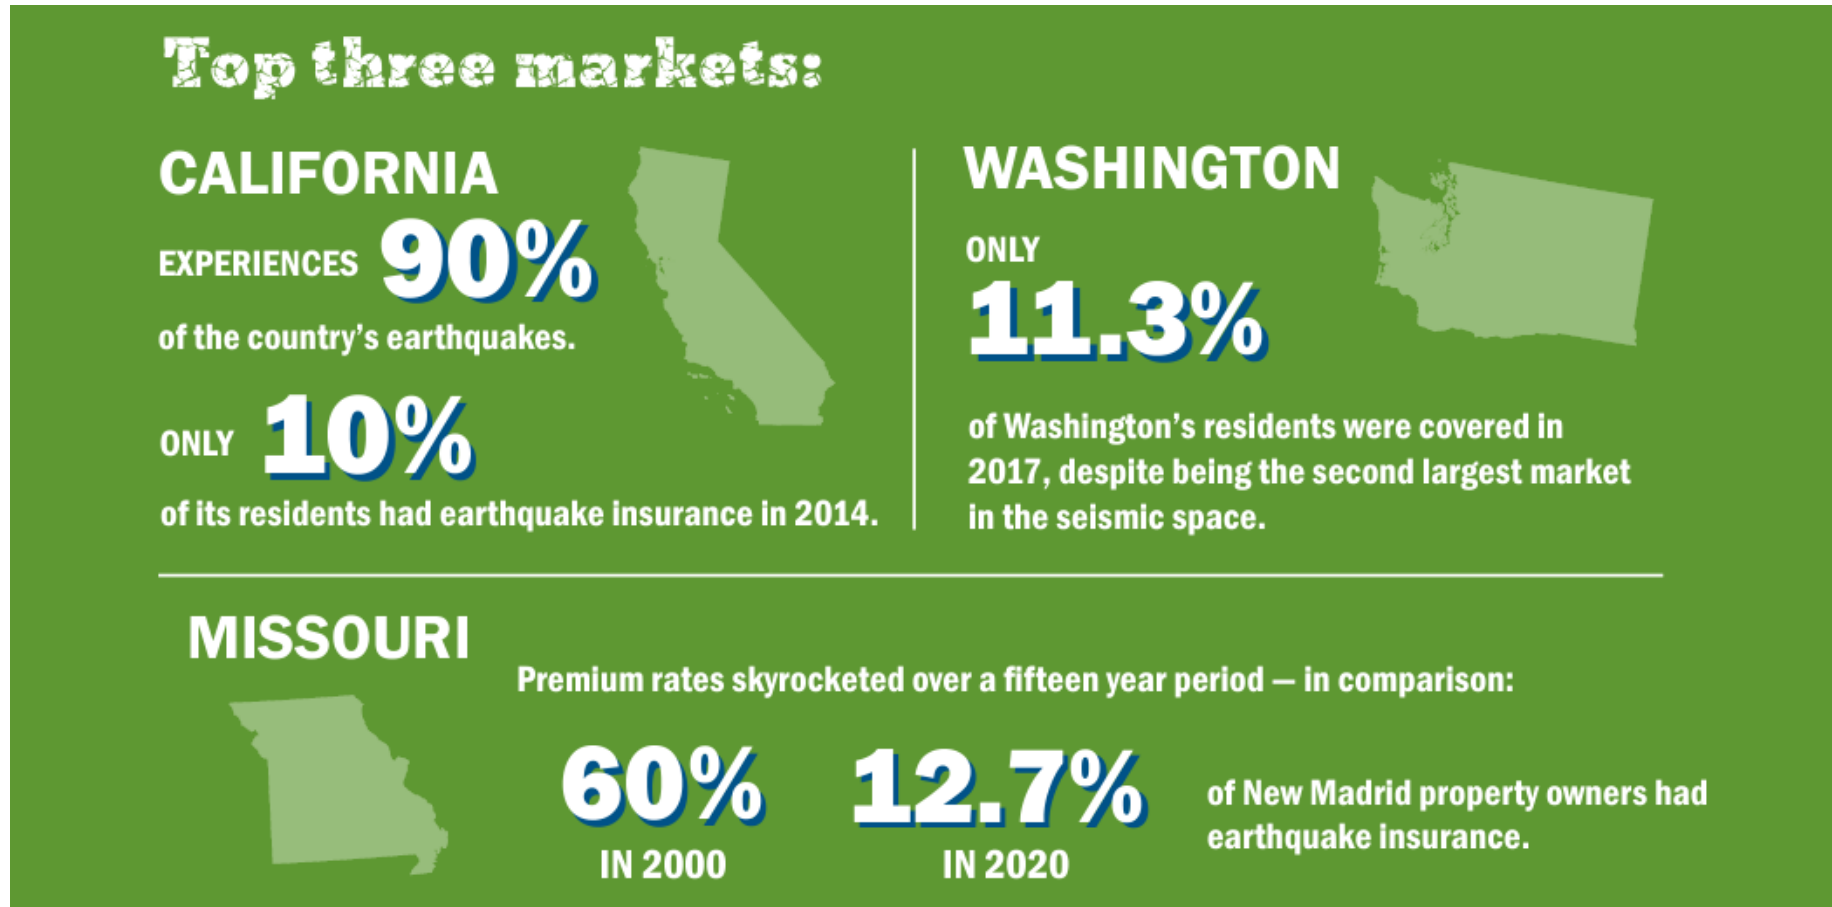 Top three markets:
CALIFORNIA
EXPERIENCES 90%
of the country's earthquakes.
ONLY 10%
of its residents had earthquake insurance in 2014.
WASHINGTON
ONLY
11.3%
of Washington's residents were covered in
2017, despite being the second largest market
in the seismic space.
MISSOURI
Premium rates skyrocketed over a fifteen year period — in comparison:
60%
IN 2000
12.7%
IN 2020
of New Madrid property owners had
earthquake insurance.